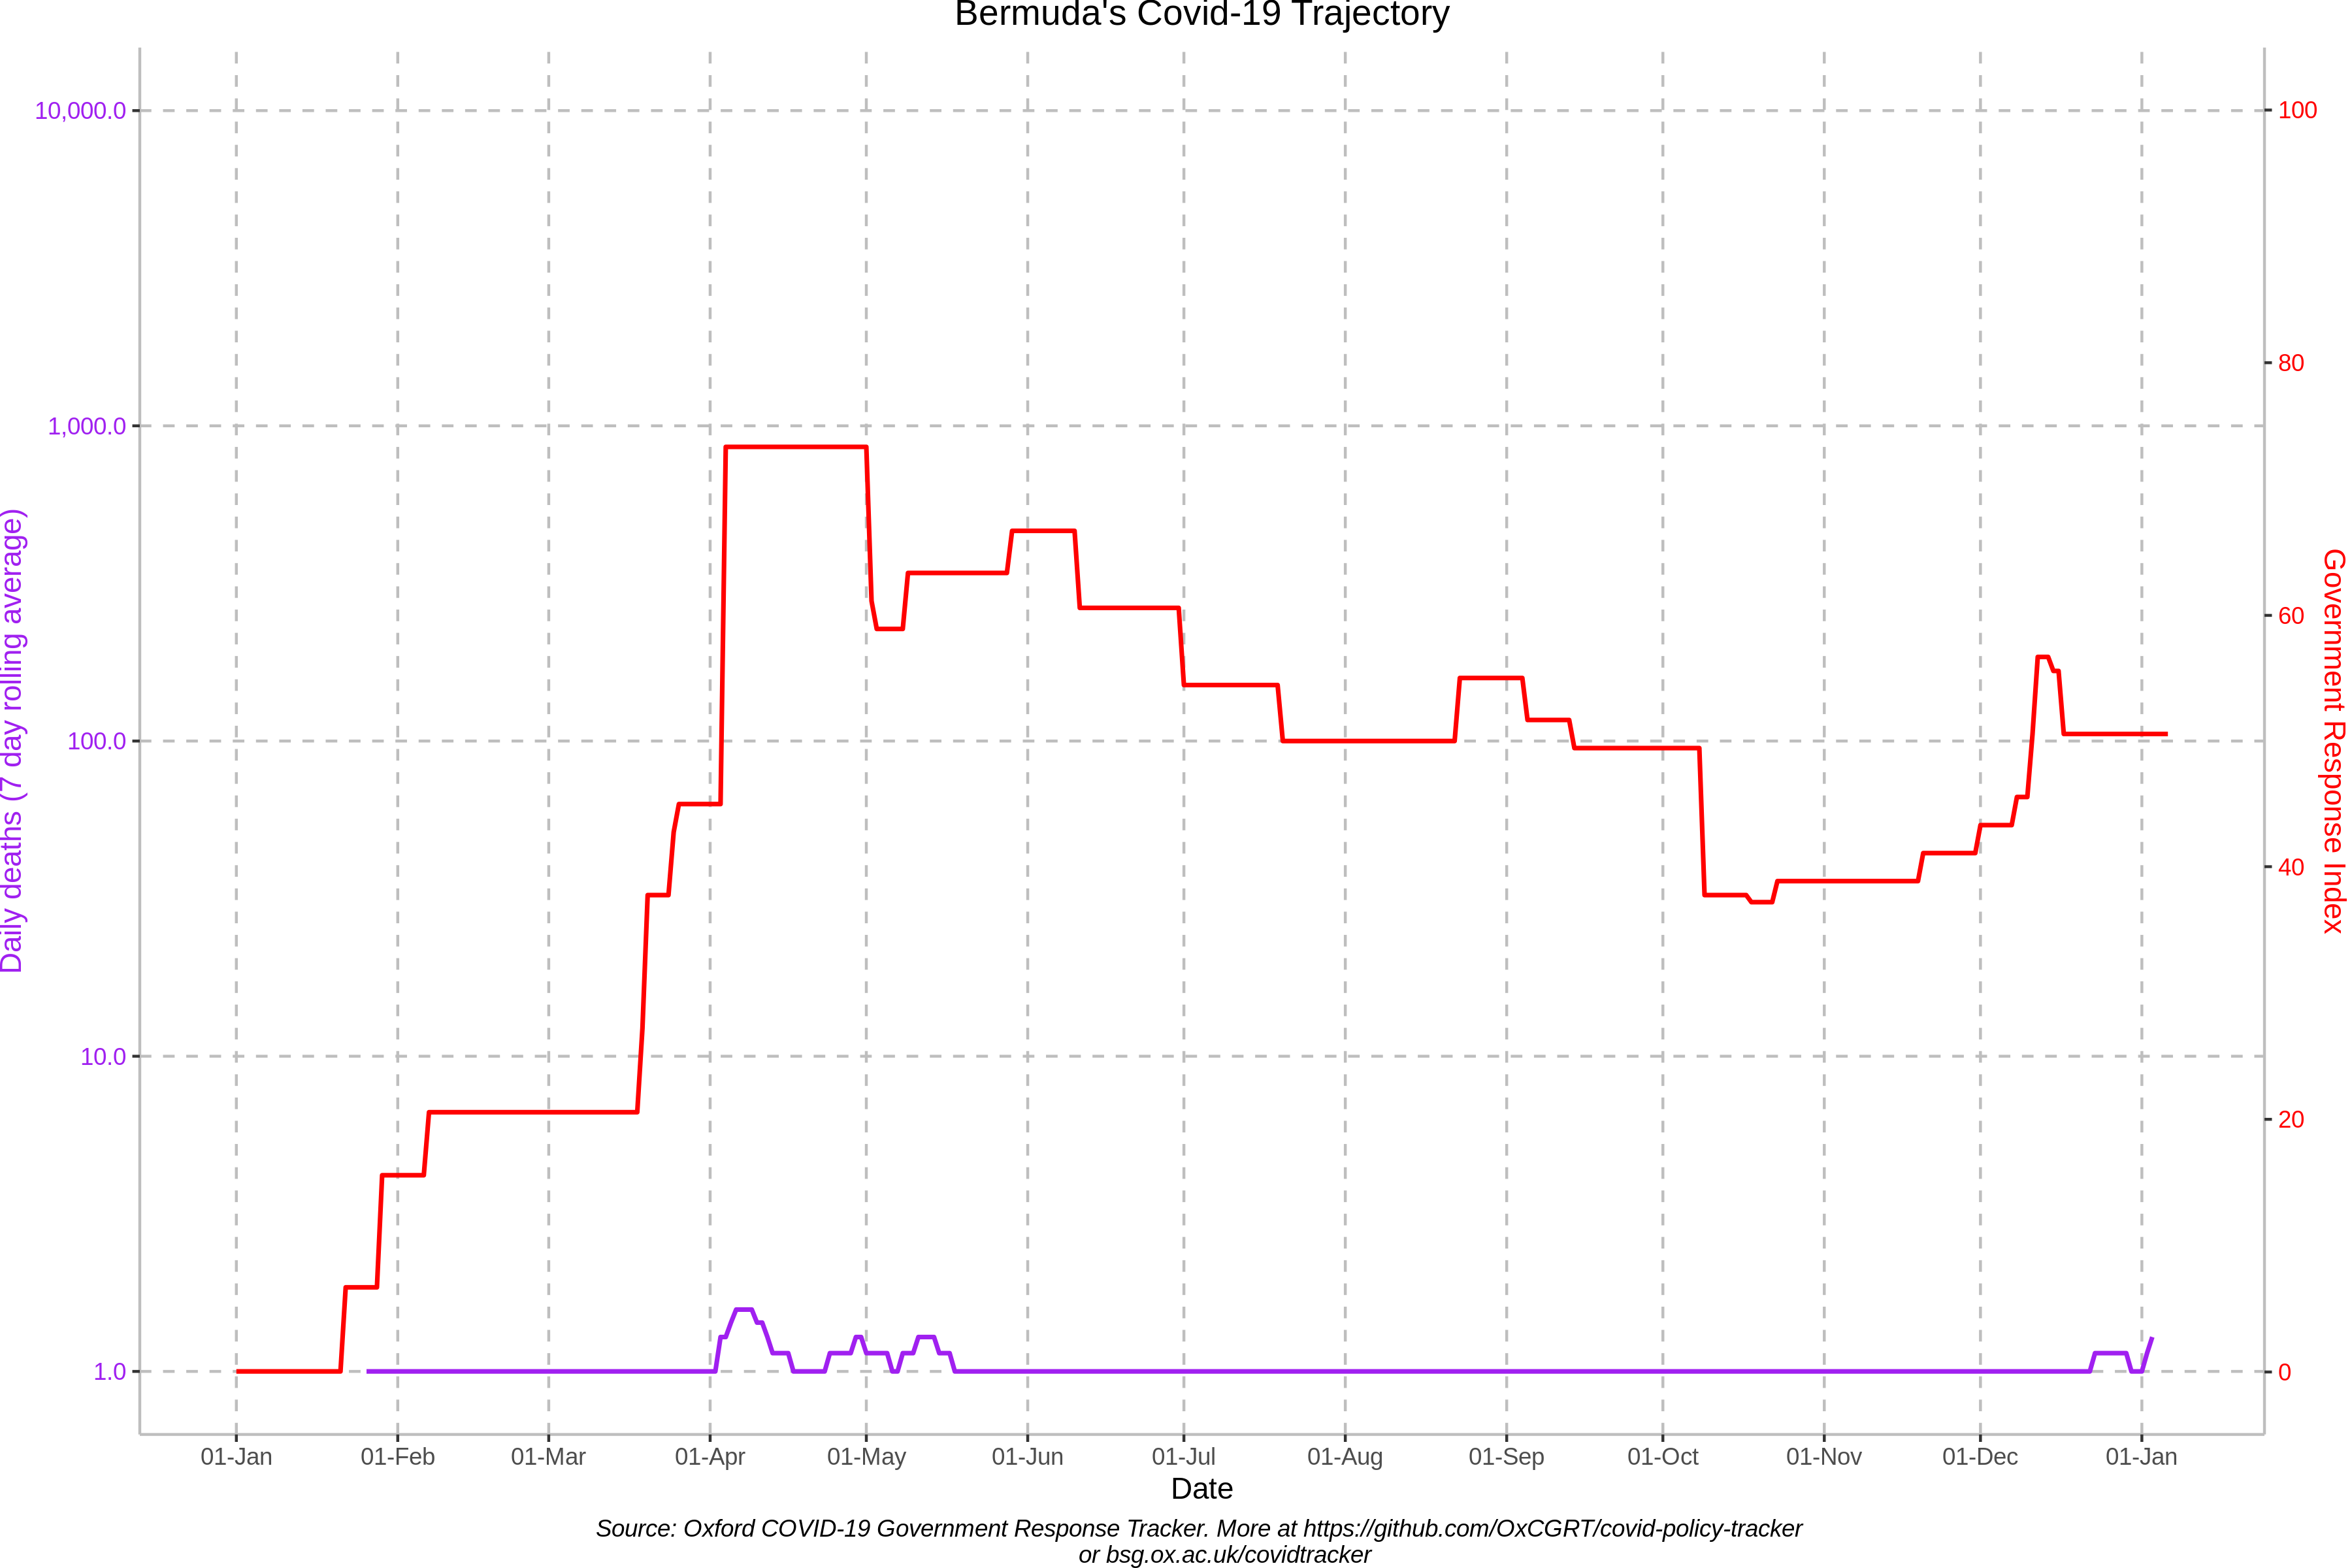 Bermuda's Covid-19 Trajectory
Daily deaths (7 day rolling average)
10,000.0
1,000.0
100.0
10.0
1.0
100
80
60
40
20
0
Government Response Index
01-Jan 01-Feb 01-Mar 01-Apr 01-May 01-Jun 01-Jul 01-Aug 01-Sep 01-Oct 01-Nov 01-Dec 01-Jan
Date
Source: Oxford COVID-19 Government Response Tracker. More at https://github.com/OxCGRT/covid-policy-tracker
or bsg.ox.ac.uk/covidtracker